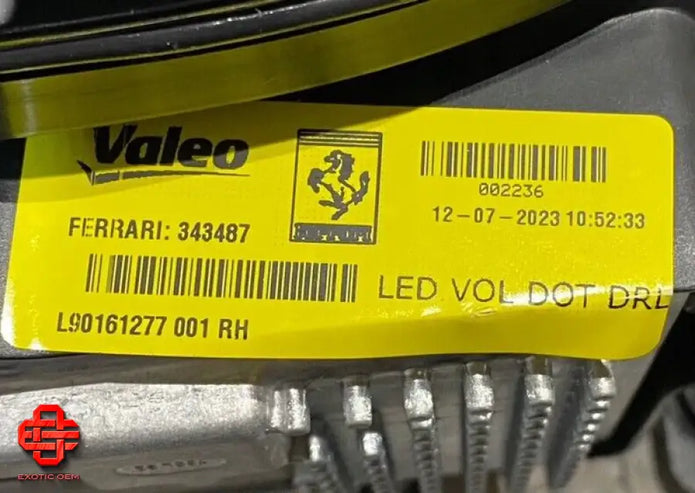 Valeo
Ferrari
002236
12-07-2023 10:52:33
FERRARI: 343487
LED VOL DOT DRL
L90161277 001 RH
EXOTIC OEM